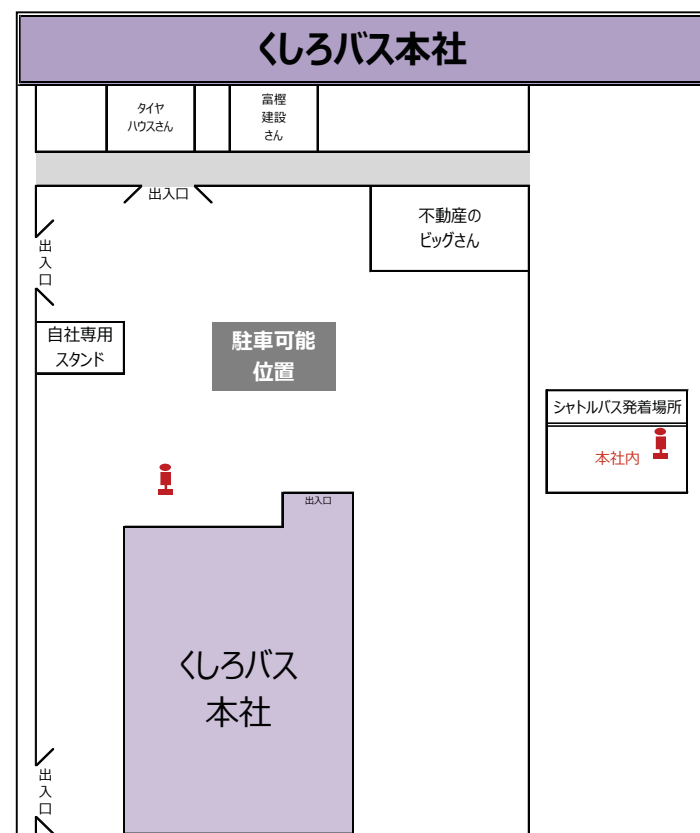 くしろバス本社
タイヤ
ハウスさん
富樫
建設
さん
出入口
不動産の
ビッグさん
出
入
口
自社専用
スタンド
駐車可能
位置
シャトルバス発着場所
本社内
出入口
くしろバス
本社
出
入
口